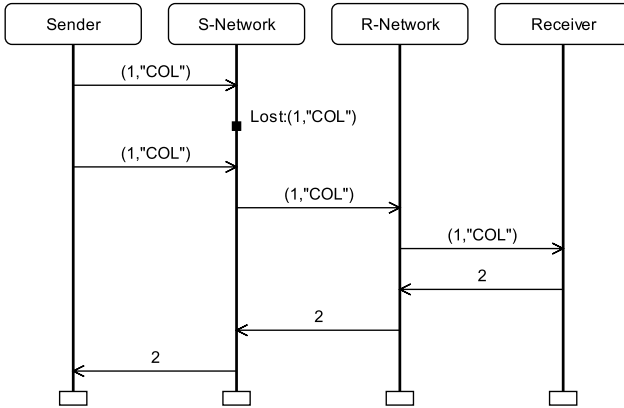 Sender S-Network R-Network Receiver
(1,"COL")
Lost:(1,"COL")
(1,"COL")
(1,"COL")
(1,"COL")
2
2
2